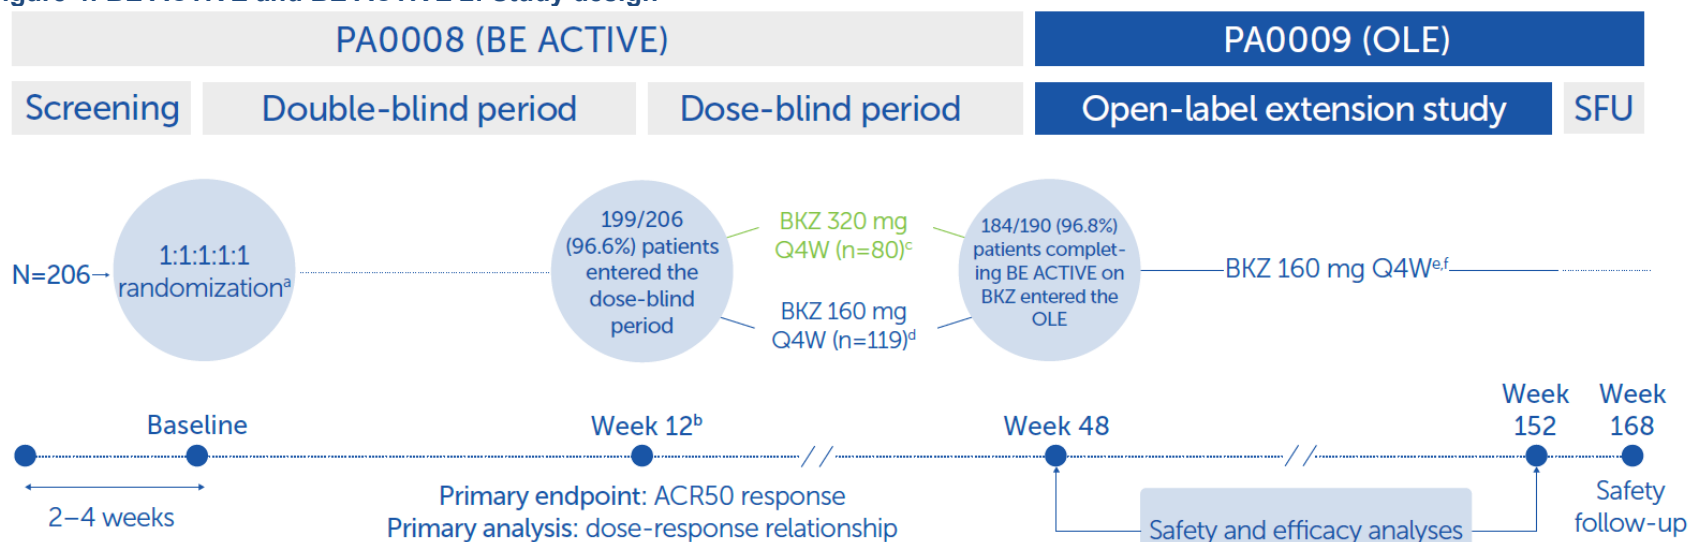 PA0008 (BE ACTIVE)
PA0009 (OLE)
Screening
Double-blind period
Dose-blind period
Open-label extension study
SFU
N=206
1:1:1:1:1
randomizationᵃ
199/206
(96.6%) patients
entered the
dose-blind
period
BKZ 320 mg
Q4W (n=80)ᶜ
BKZ 160 mg
Q4W (n=119)ᵈ
184/190 (96.8%)
patients complet-
ing BE ACTIVE on
BKZ entered the
OLE
BKZ 160 mg Q4Wᵉ,ᶠ
Baseline
Week 12ᵇ
Week 48
Week
152
Week
168
2–4 weeks
Primary endpoint: ACR50 response
Primary analysis: dose-response relationship
Safety and efficacy analyses
Safety
follow-up